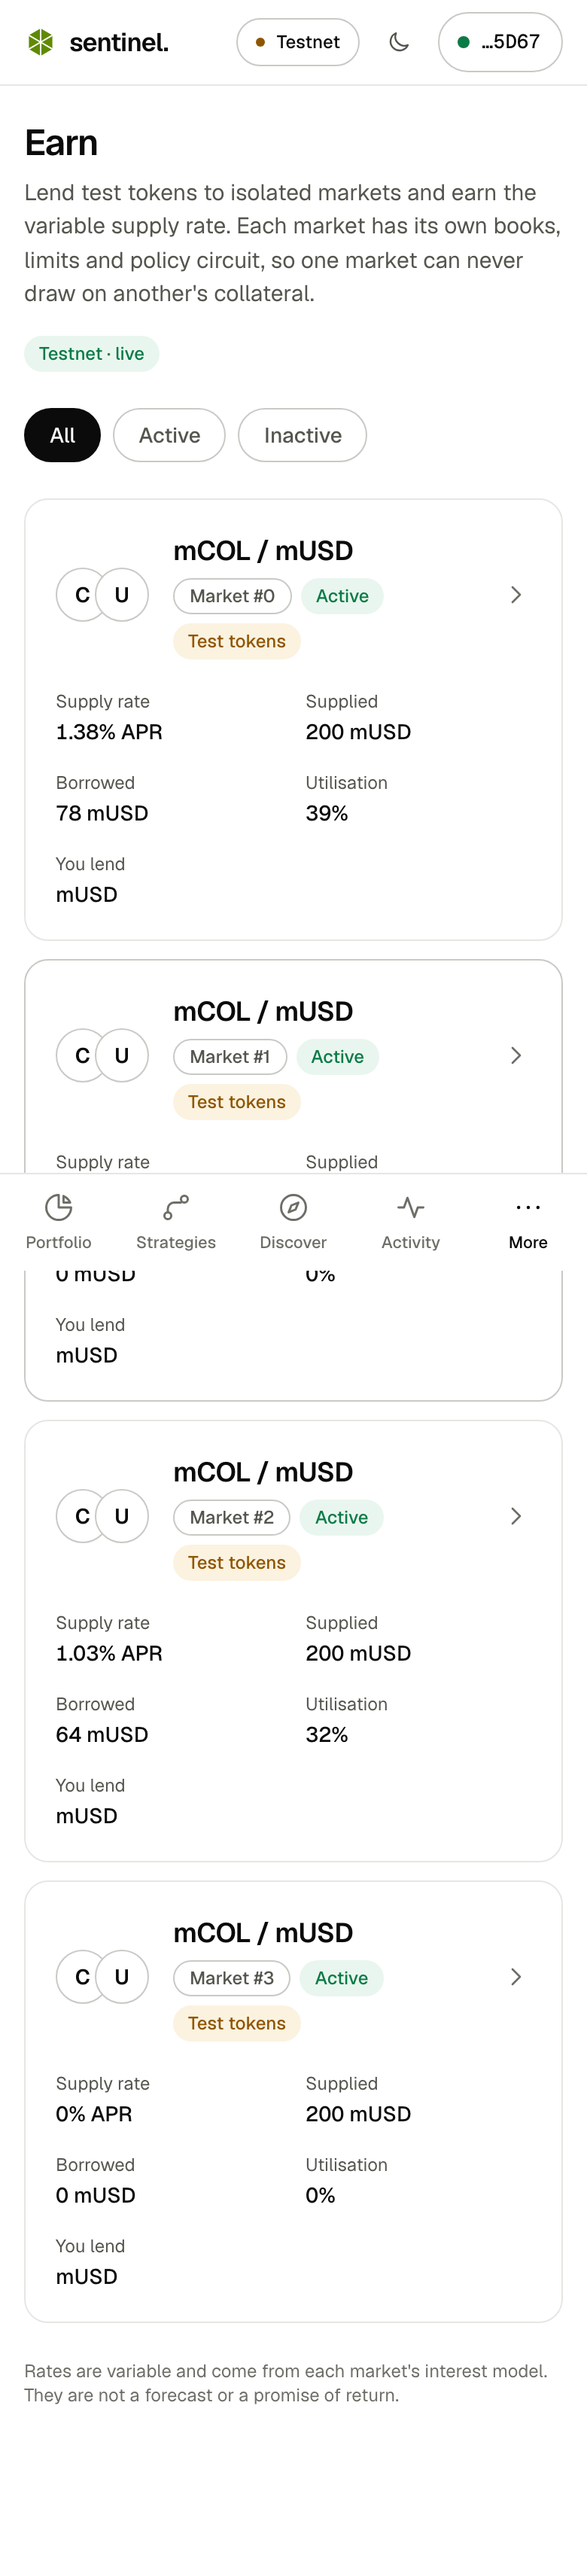 sentinel.
Testnet
...5D67
Earn
Lend test tokens to isolated markets and earn the
variable supply rate. Each market has its own books,
limits and policy circuit, so one market can never
draw on another's collateral.
Testnet · live
All
Active
Inactive
C
U
mCOL / mUSD
Market #0
Active
Test tokens
Supply rate
Supplied
1.38% APR
200 mUSD
Borrowed
Utilisation
78 mUSD
39%
You lend
mUSD
C
U
mCOL / mUSD
Market #1
Active
Test tokens
Supply rate
Supplied
Portfolio
Strategies
Discover
Activity
More
0 mUSD
0%
You lend
mUSD
C
U
mCOL / mUSD
Market #2
Active
Test tokens
Supply rate
Supplied
1.03% APR
200 mUSD
Borrowed
Utilisation
64 mUSD
32%
You lend
mUSD
C
U
mCOL / mUSD
Market #3
Active
Test tokens
Supply rate
Supplied
0% APR
200 mUSD
Borrowed
Utilisation
0 mUSD
0%
You lend
mUSD
Rates are variable and come from each market's interest model.
They are not a forecast or a promise of return.